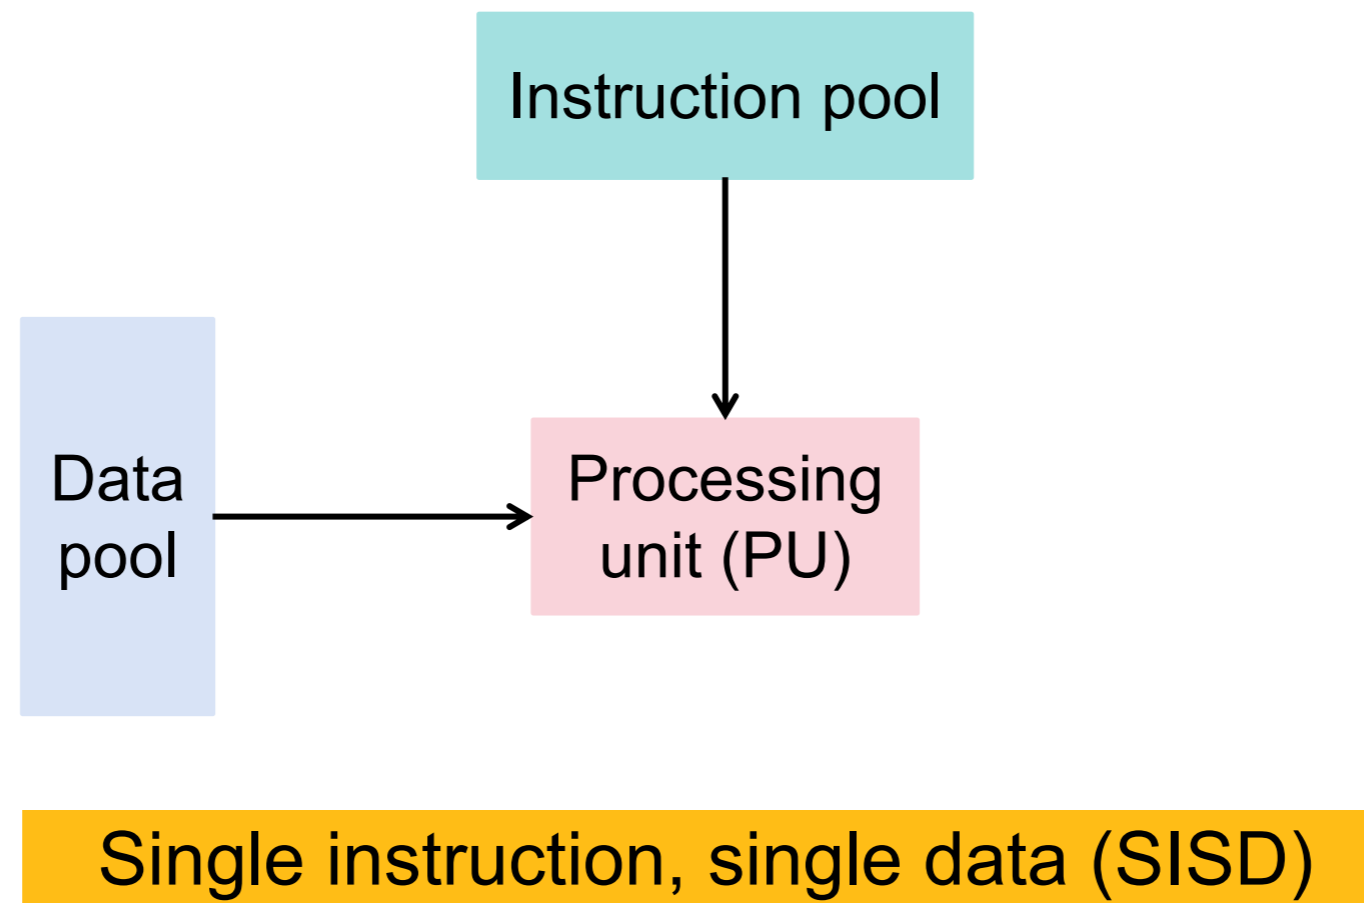 Instruction pool
Data
pool
Processing
unit (PU)
Single instruction, single data (SISD)